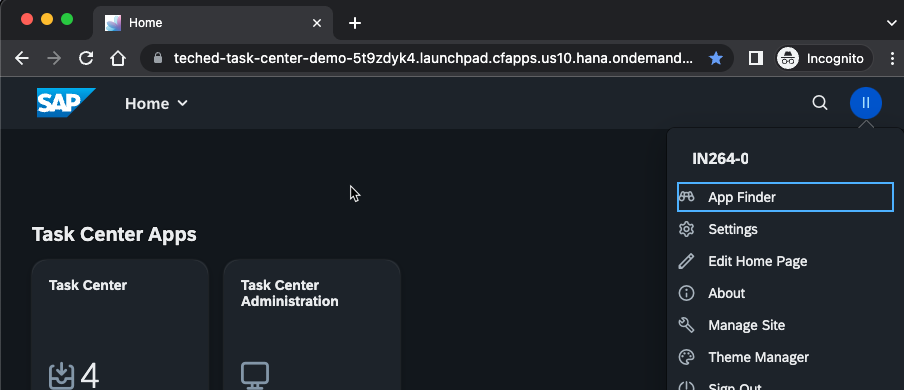 Home
teched-task-center-demo-5t9zdyk4.launchpad.cfapps.us10.hana.ondemand...
Incognito
SAP
Home
II
IN264-0
App Finder
Settings
Edit Home Page
About
Manage Site
Theme Manager
Sign Out
Task Center Apps
Task Center
4
Task Center
Administration